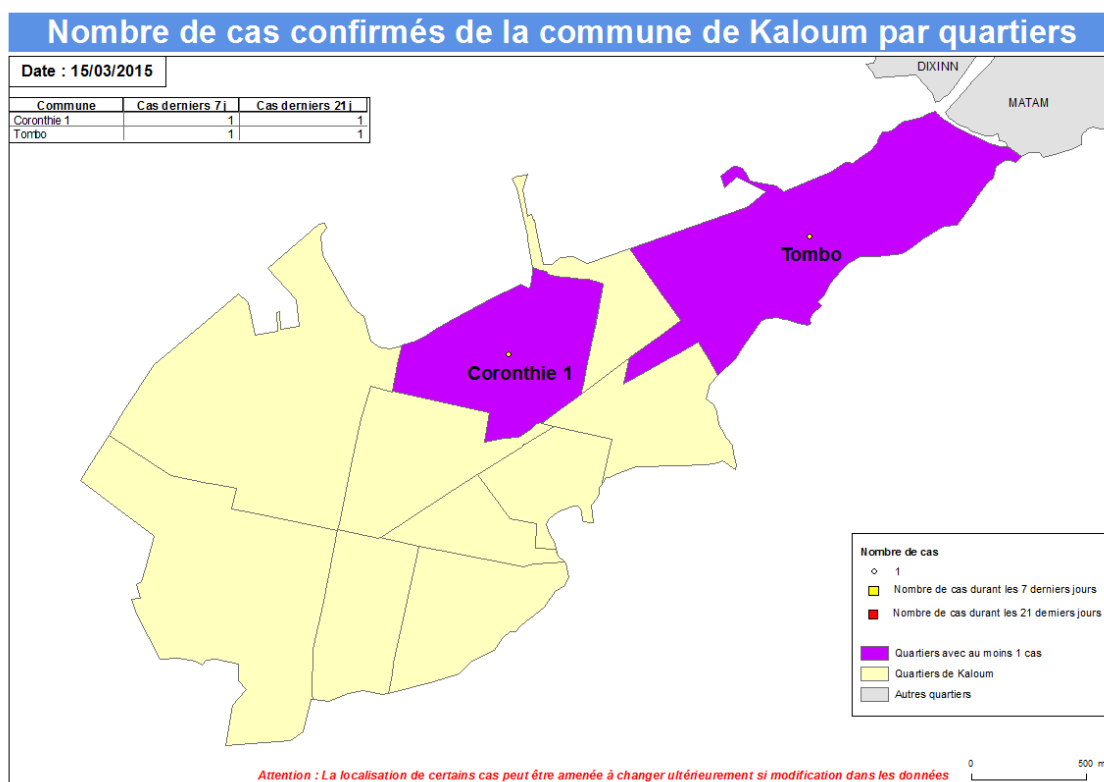 Nombre de cas confirmés de la commune de Kaloum par quartiers
Date : 15/03/2015
Commune Cas derniers 7 j Cas derniers 21 j
Coronthie 1 1 1
Tombo 1 1
DIXINN
MATAM
Tombo
Coronthie 1
Nombre de cas
1
Nombre de cas durant les 7 derniers jours
Nombre de cas durant les 21 derniers jours
Quartiers avec au moins 1 cas
Quartiers de Kaloum
Autres quartiers
0 500 m
Attention : La localisation de certains cas peut être amenée à changer ultérieurement si modification dans les données